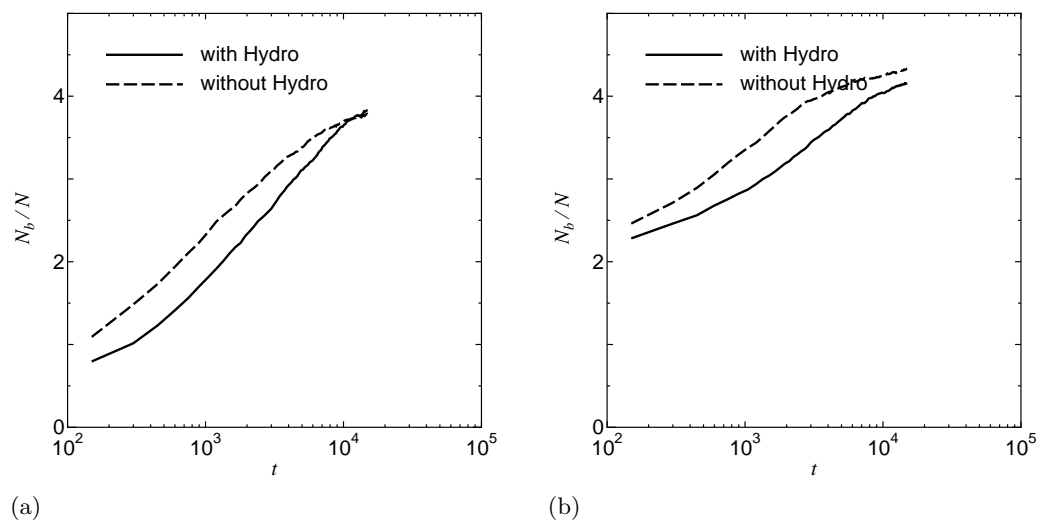 with Hydro
without Hydro
4
2
0
N_b / N
10^2
10^3
10^4
10^5
t
(a)
with Hydro
without Hydro
4
2
0
N_b / N
10^2
10^3
10^4
10^5
t
(b)